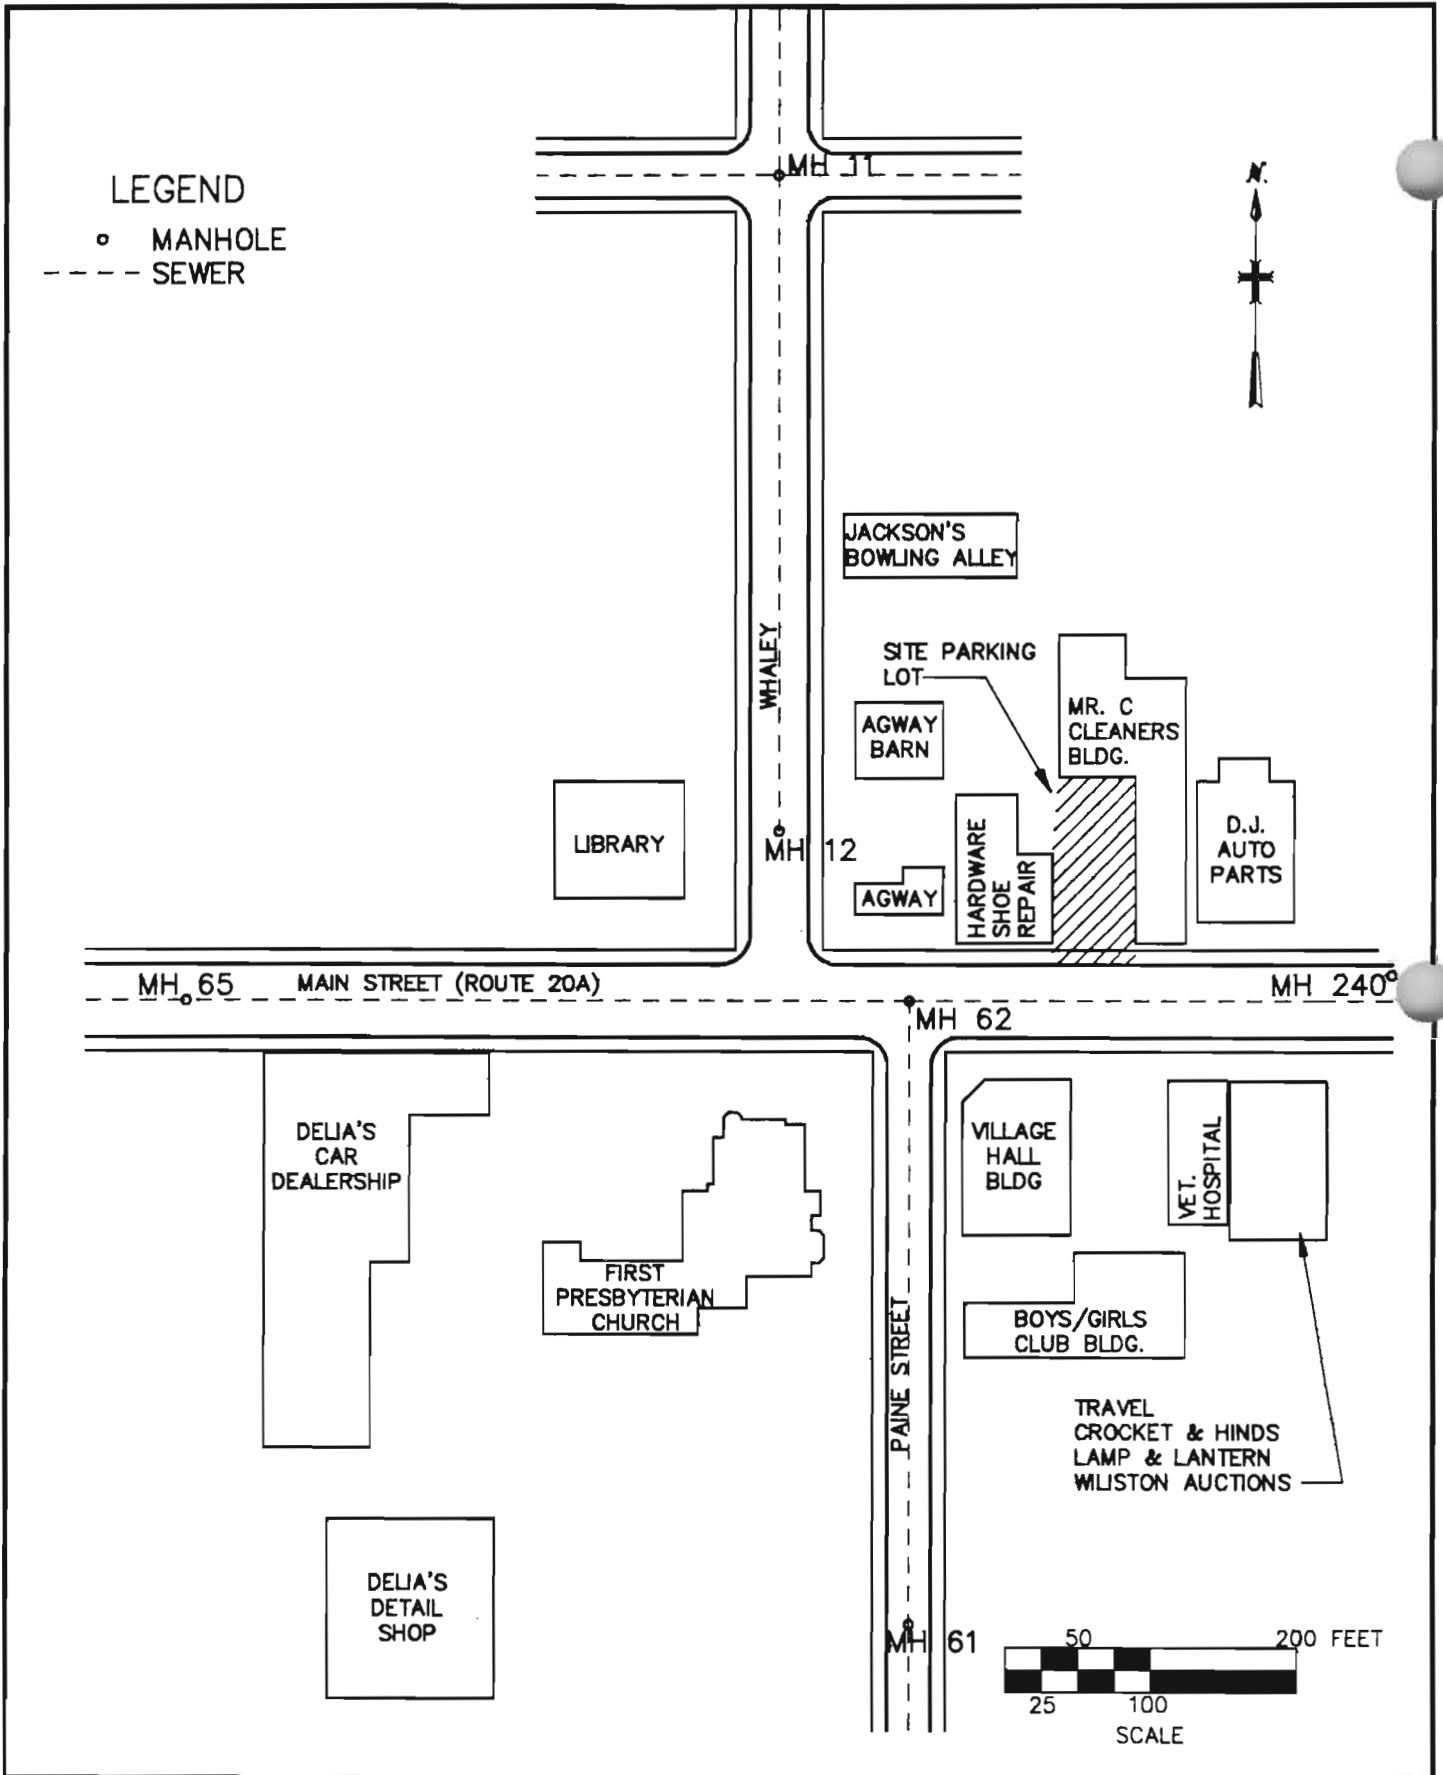 MH 11
N.
LEGEND
MANHOLE
SEWER
JACKSON'S
BOWLING ALLEY
WHALEY
SITE PARKING
LOT
MR. C
CLEANERS
BLDG.
AGWAY
BARN
LIBRARY
MH 12
HARDWARE
SHOE
REPAIR
D.J.
AUTO
PARTS
AGWAY
MH 65
MAIN STREET (ROUTE 20A)
MH 240
MH 62
DELIA'S
CAR
DEALERSHIP
VILLAGE
HALL
BLDG
VET.
HOSPITAL
FIRST
PRESBYTERIAN
CHURCH
PAINE STREET
BOYS/GIRLS
CLUB BLDG.
TRAVEL
CROCKET & HINDS
LAMP & LANTERN
WILISTON AUCTIONS
DELIA'S
DETAIL
SHOP
MH 61
50 200 FEET
25 100
SCALE